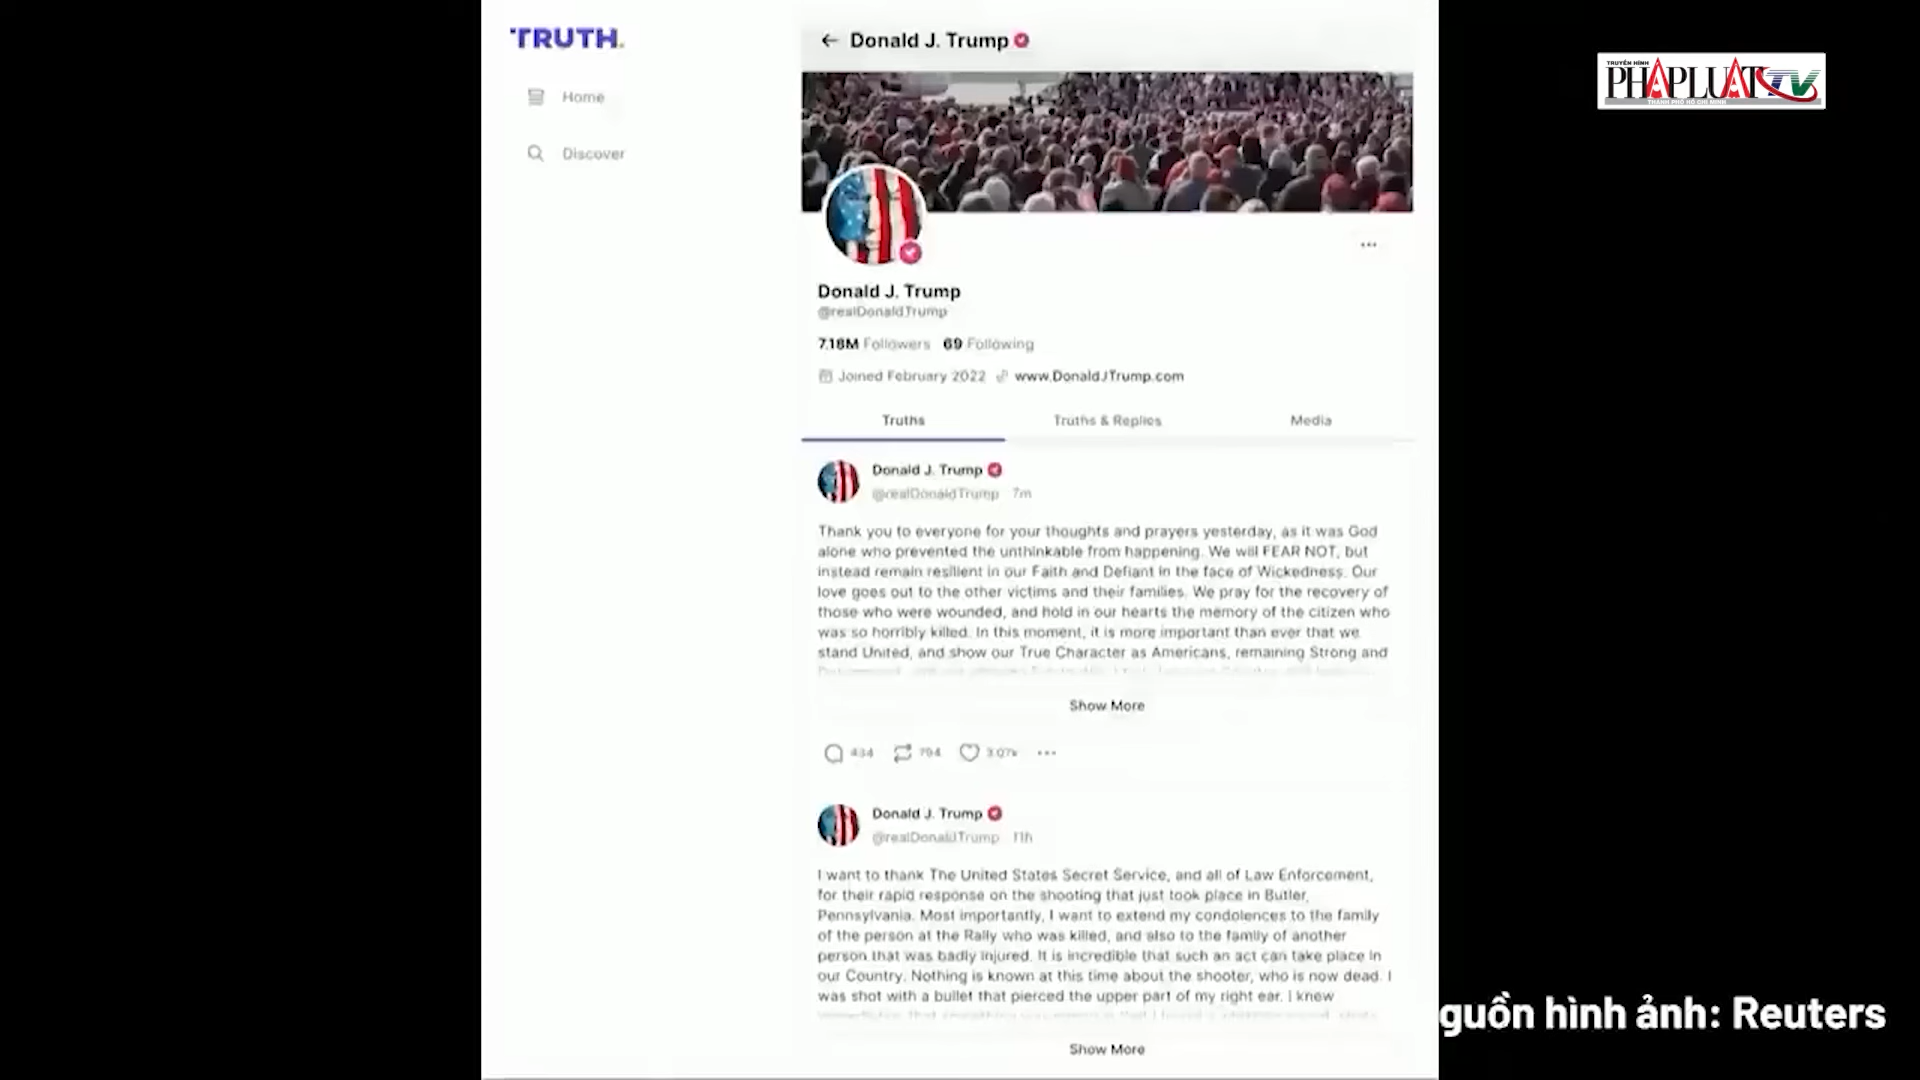 TRUTH.
Home
Discover
Donald J. Trump
Donald J. Trump
@realDonaldTrump
7.18M Followers 69 Following
Joined February 2022 www.DonaldJTrump.com
Truths Truths & Replies Media
Donald J. Trump
@realDonaldTrump 7m
Thank you to everyone for your thoughts and prayers yesterday, as it was God
alone who prevented the unthinkable from happening. We will FEAR NOT, but
instead remain resilient in our Faith and Defiant in the face of Wickedness. Our
love goes out to the other victims and their families. We pray for the recovery of
those who were wounded, and hold in our hearts the memory of the citizen who
was so horribly killed. In this moment, it is more important than ever that we
stand United, and show our True Character as Americans, remaining Strong and
Show More
434 794 3.07k
Donald J. Trump
@realDonaldTrump 11h
I want to thank The United States Secret Service, and all of Law Enforcement,
for their rapid response on the shooting that just took place in Butler,
Pennsylvania. Most importantly, I want to extend my condolences to the family
of the person at the Rally who was killed, and also to the family of another
person that was badly injured. It is incredible that such an act can take place in
our Country. Nothing is known at this time about the shooter, who is now dead. I
was shot with a bullet that pierced the upper part of my right ear. I knew
Show More
TRUYỀN HÌNH
PHÁP LUẬT TV
THÀNH PHỐ HỒ CHÍ MINH
guồn hình ảnh: Reuters